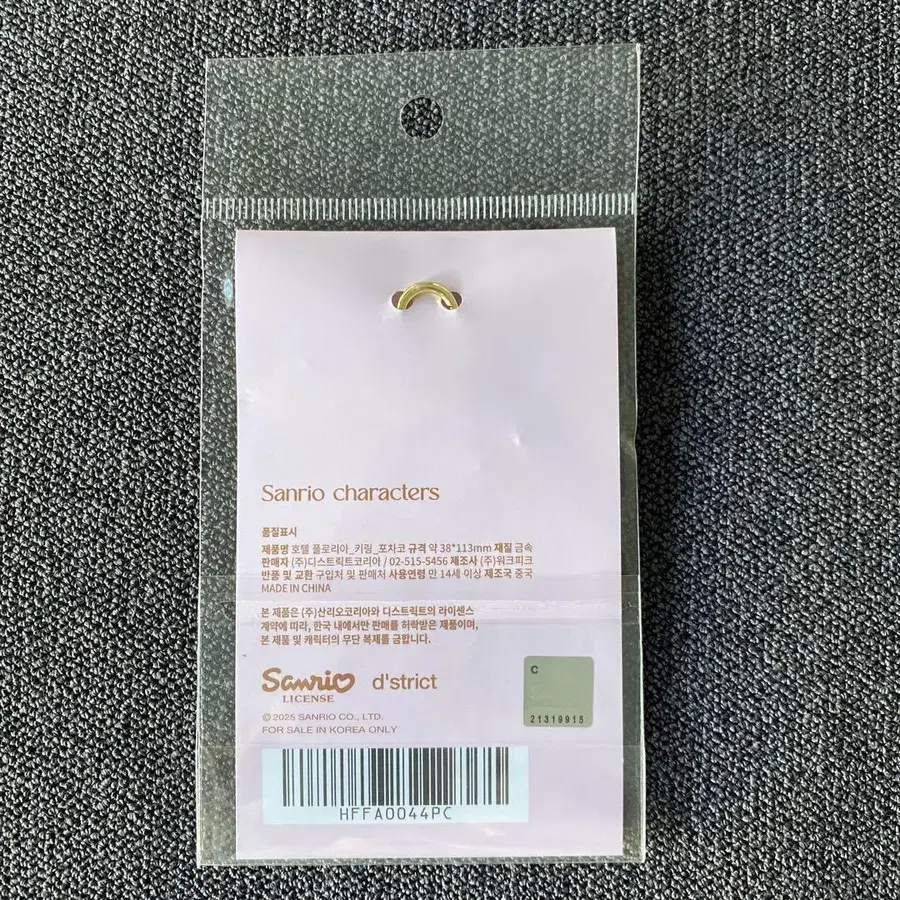 Sanrio characters
품질표시
제품명 호텔 플로리아_키링_포차코 규격 약 38*113mm 재질 금속
판매자 (주)디스트릭트코리아 / 02-515-5456 제조사 (주)워크피크
반품 및 교환 구입처 및 판매처 사용연령 만 14세 이상 제조국 중국
MADE IN CHINA
본 제품은 (주)산리오코리아와 디스트릭트의 라이센스
계약에 따라, 한국 내에서만 판매를 허락받은 제품이며,
본 제품 및 캐릭터의 무단 복제를 금합니다.
Sanrio d'strict
LICENSE
© 2025 SANRIO CO., LTD.
FOR SALE IN KOREA ONLY
C
21319915
HFFA0044PC